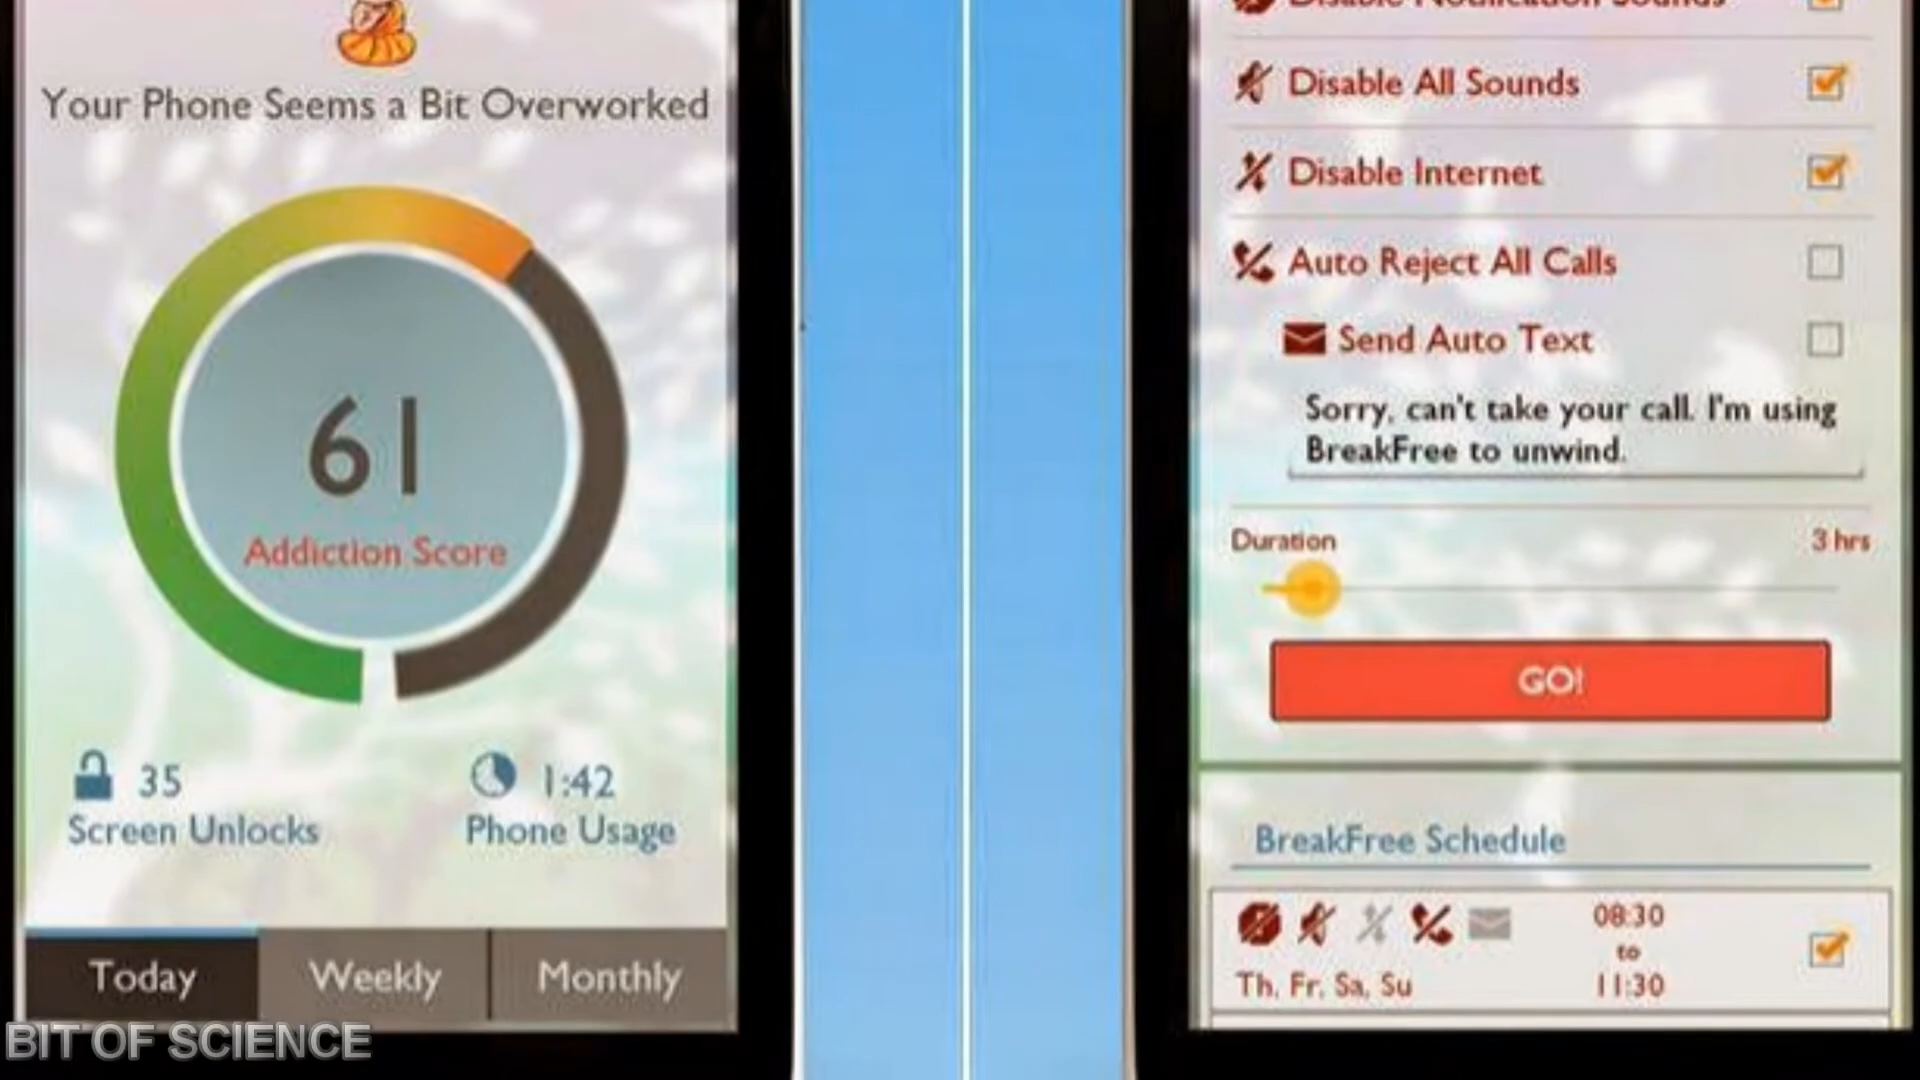 Your Phone Seems a Bit Overworked
61
Addiction Score
35
Screen Unlocks
1:42
Phone Usage
Today
Weekly
Monthly
BIT OF SCIENCE
Disable Notification Sounds
Disable All Sounds
Disable Internet
Auto Reject All Calls
Send Auto Text
Sorry, can't take your call. I'm using
BreakFree to unwind.
Duration
3 hrs
GO!
BreakFree Schedule
08:30
to
11:30
Th, Fr, Sa, Su